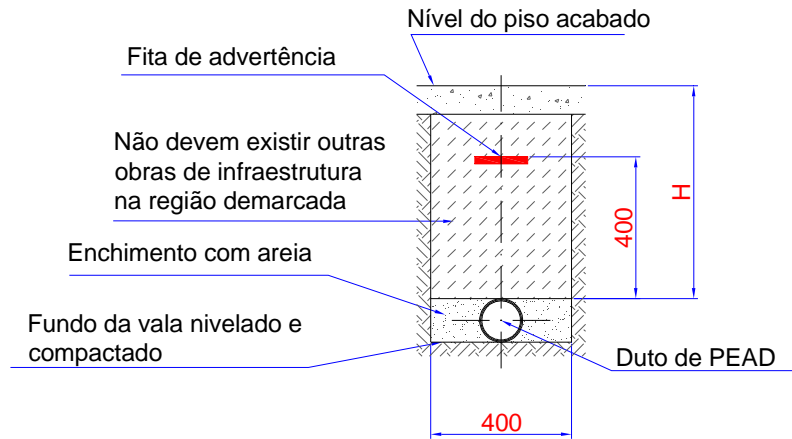 Nível do piso acabado
Fita de advertência
Não devem existir outras
obras de infraestrutura
na região demarcada
H
400
Enchimento com areia
Fundo da vala nivelado e
compactado
Duto de PEAD
400